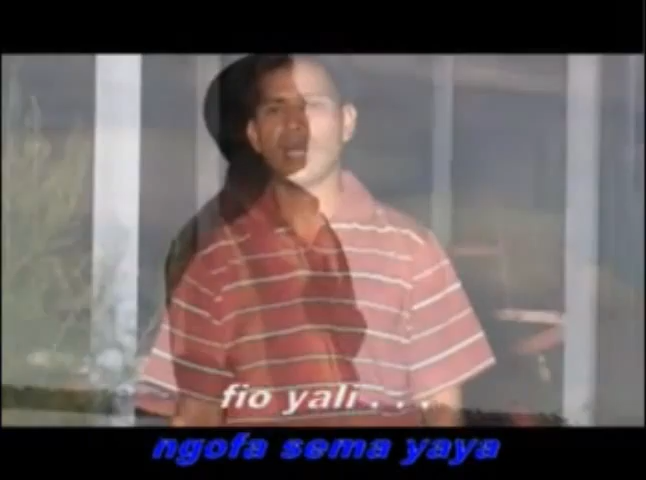 fio yali . . .
ngofa sema yaya